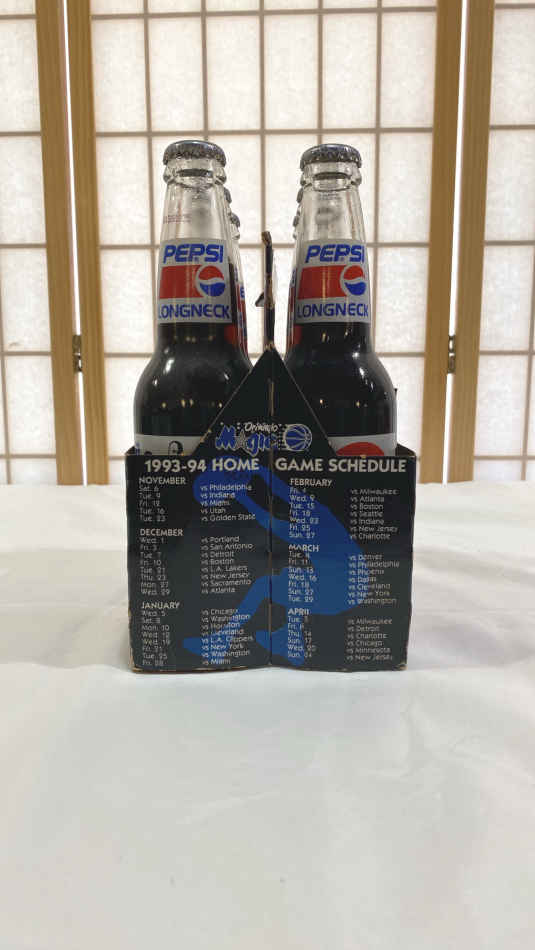 PEPSI
LONGNECK
PEPSI
LONGNECK
Orlando
Magic
1993-94 HOME GAME SCHEDULE
NOVEMBER
Sat. 6 vs Philadelphia
Tue. 9 vs Indiana
Fri. 12 vs Miami
Tue. 16 vs Utah
Tue. 23 vs Golden State
DECEMBER
Wed. 1 vs Portland
Fri. 3 vs San Antonio
Tue. 7 vs Detroit
Fri. 10 vs Boston
Tue. 21 vs L.A. Lakers
Thu. 23 vs New Jersey
Mon. 27 vs Sacramento
Wed. 29 vs Atlanta
JANUARY
Wed. 5 vs Chicago
Sat. 8 vs Washington
Mon. 10 vs Houston
Wed. 12 vs Cleveland
Wed. 19 vs L.A. Clippers
Fri. 21 vs New York
Tue. 25 vs Washington
Fri. 28 vs Miami
FEBRUARY
Fri. 4 vs Milwaukee
Wed. 9 vs Atlanta
Tue. 15 vs Boston
Fri. 18 vs Seattle
Wed. 23 vs Indiana
Fri. 25 vs New Jersey
Sun. 27 vs Charlotte
MARCH
Tue. 8 vs Denver
Fri. 11 vs Philadelphia
Sun. 13 vs Phoenix
Wed. 16 vs Dallas
Fri. 18 vs Cleveland
Sun. 27 vs New York
Tue. 29 vs Washington
APRIL
Tue. 5 vs Milwaukee
Fri. 8 vs Detroit
Thu. 14 vs Charlotte
Sun. 17 vs Chicago
Wed. 20 vs Minnesota
Sun. 24 vs New Jersey